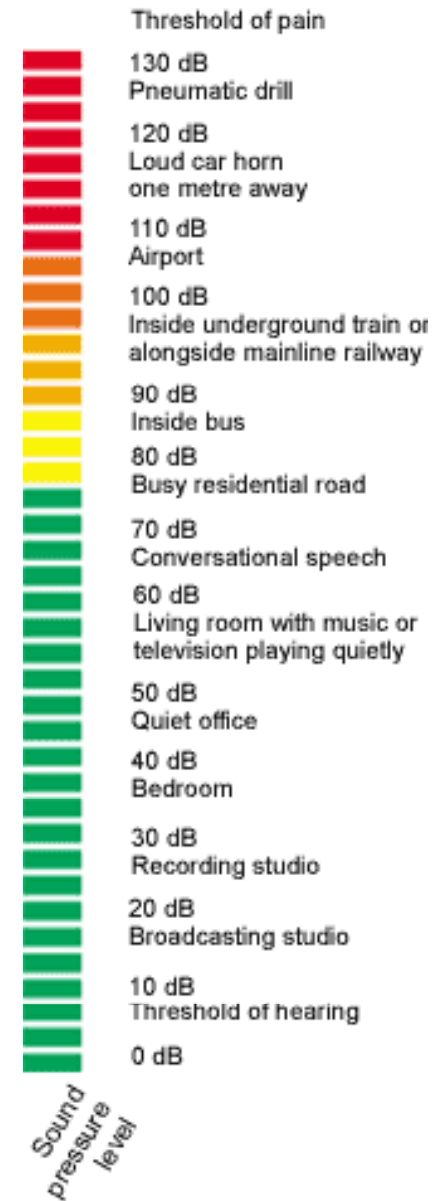 Threshold of pain
130 dB
Pneumatic drill
120 dB
Loud car horn
one metre away
110 dB
Airport
100 dB
Inside underground train or
alongside mainline railway
90 dB
Inside bus
80 dB
Busy residential road
70 dB
Conversational speech
60 dB
Living room with music or
television playing quietly
50 dB
Quiet office
40 dB
Bedroom
30 dB
Recording studio
20 dB
Broadcasting studio
10 dB
Threshold of hearing
0 dB
Sound
pressure
level